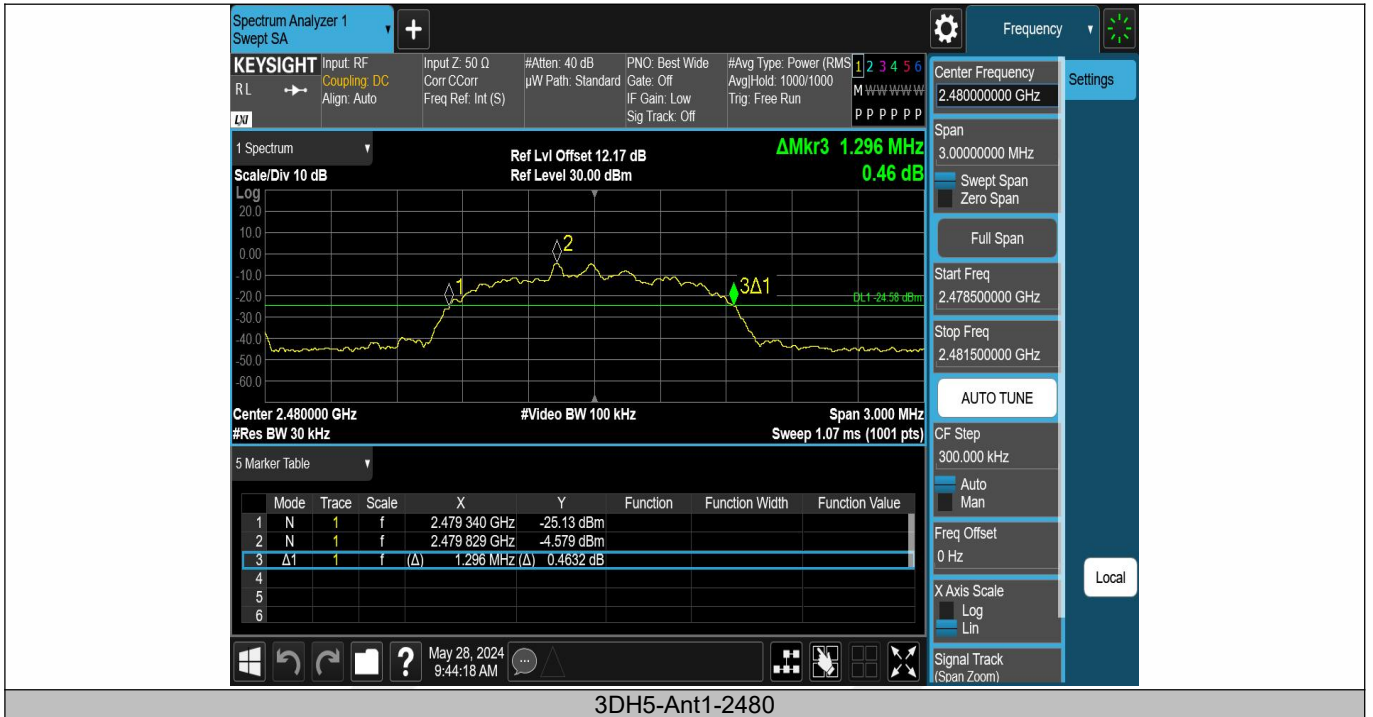 Spectrum Analyzer 1
Swept SA
+
Frequency
KEYSIGHT
RL
LXI
Input: RF
Coupling: DC
Align: Auto
Input Z: 50 Ω
Corr CCorr
Freq Ref: Int (S)
#Atten: 40 dB
µW Path: Standard
PNO: Best Wide
Gate: Off
IF Gain: Low
Sig Track: Off
#Avg Type: Power (RMS
Avg|Hold: 1000/1000
Trig: Free Run
1 2 3 4 5 6
M W W W W W
P P P P P P
Center Frequency
2.480000000 GHz
Settings
1 Spectrum
Scale/Div 10 dB
Ref Lvl Offset 12.17 dB
Ref Level 30.00 dBm
ΔMkr3 1.296 MHz
0.46 dB
Log
20.0
10.0
0.00
-10.0
-20.0
-30.0
-40.0
-50.0
-60.0
1
2
3Δ1
DL1 -24.58 dBm
Center 2.480000 GHz
#Res BW 30 kHz
#Video BW 100 kHz
Span 3.000 MHz
Sweep 1.07 ms (1001 pts)
Span
3.00000000 MHz
Swept Span
Zero Span
Full Span
Start Freq
2.478500000 GHz
Stop Freq
2.481500000 GHz
AUTO TUNE
CF Step
300.000 kHz
Auto
Man
Freq Offset
0 Hz
X Axis Scale
Log
Lin
Signal Track
(Span Zoom)
Local
5 Marker Table
Mode Trace Scale X Y Function Function Width Function Value
1 N 1 f 2.479 340 GHz -25.13 dBm
2 N 1 f 2.479 829 GHz -4.579 dBm
3 Δ1 1 f (Δ) 1.296 MHz (Δ) 0.4632 dB
4
5
6
?
May 28, 2024
9:44:18 AM
3DH5-Ant1-2480